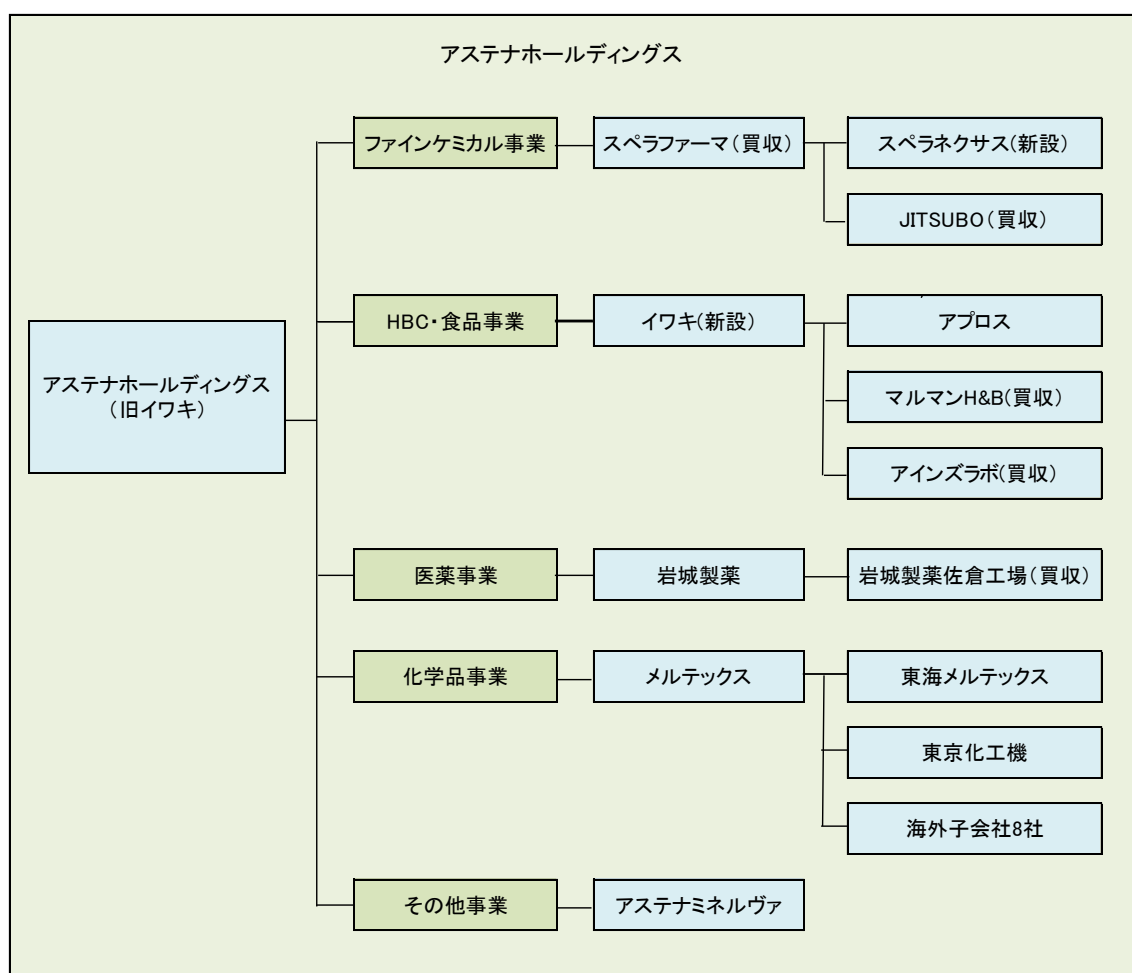 アステナホールディングス
ファインケミカル事業
スペラファーマ(買収)
スペラネクサス(新設)
JITSUBO(買収)
HBC・食品事業
イワキ(新設)
アプロス
マルマンH&B(買収)
アインズラボ(買収)
アステナホールディングス
(旧イワキ)
医薬事業
岩城製薬
岩城製薬佐倉工場(買収)
化学品事業
メルテックス
東海メルテックス
東京化工機
海外子会社8社
その他事業
アステナミネルヴァ